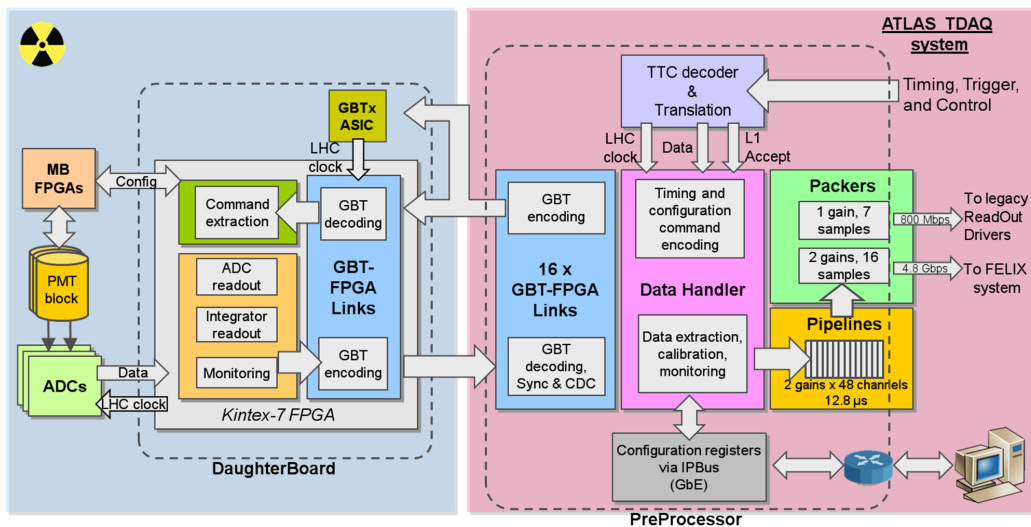 ATLAS TDAQ
system
GBTx
ASIC
LHC
clock
MB
FPGAs
Config
PMT
block
ADCs
Data
LHC clock
Command
extraction
GBT
decoding
ADC
readout
Integrator
readout
Monitoring
GBT-
FPGA
Links
GBT
encoding
Kintex-7 FPGA
DaughterBoard
TTC decoder
&
Translation
Timing, Trigger,
and Control
LHC
clock
Data
L1
Accept
GBT
encoding
16 x
GBT-FPGA
Links
GBT
decoding,
Sync & CDC
Timing and
configuration
command
encoding
Data Handler
Data extraction,
calibration,
monitoring
Packers
1 gain, 7
samples
2 gains, 16
samples
800 Mbps
To legacy
ReadOut
Drivers
4.8 Gbps
To FELIX
system
Pipelines
2 gains x 48 channels
12.8 µs
Configuration registers
via IPBus
(GbE)
PreProcessor